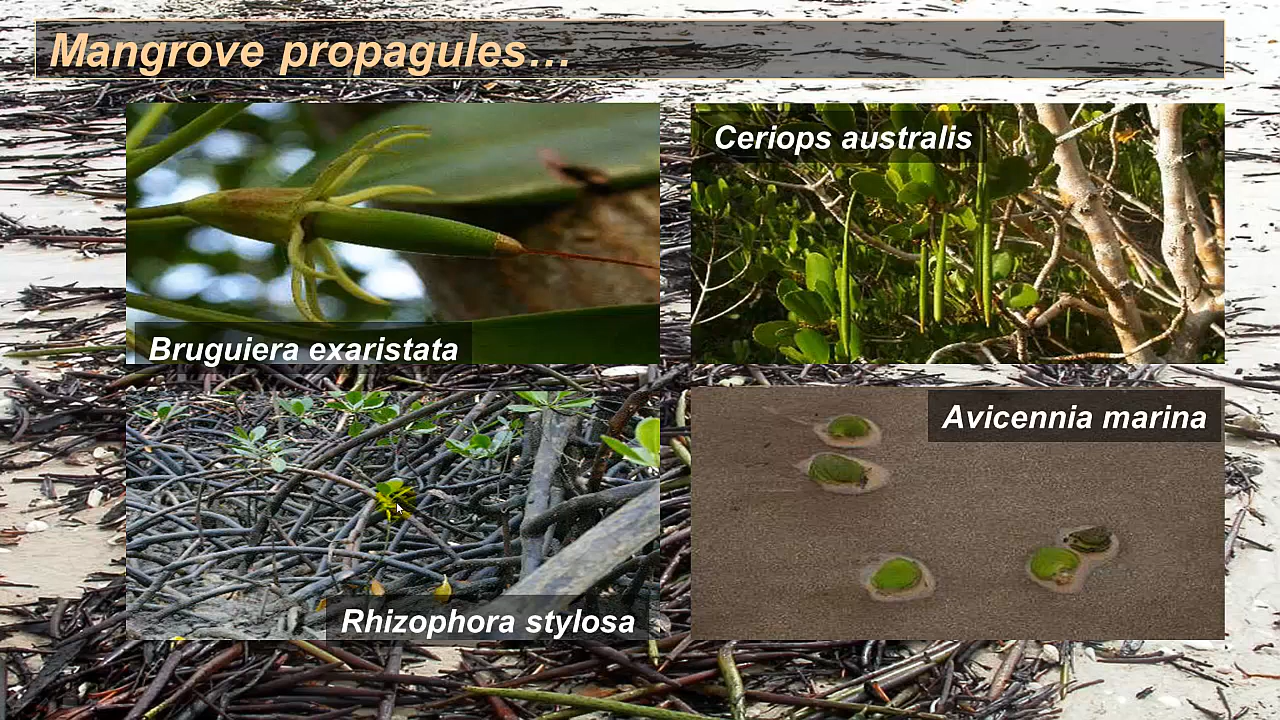 Mangrove propagules…
Bruguiera exaristata
Ceriops australis
Rhizophora stylosa
Avicennia marina